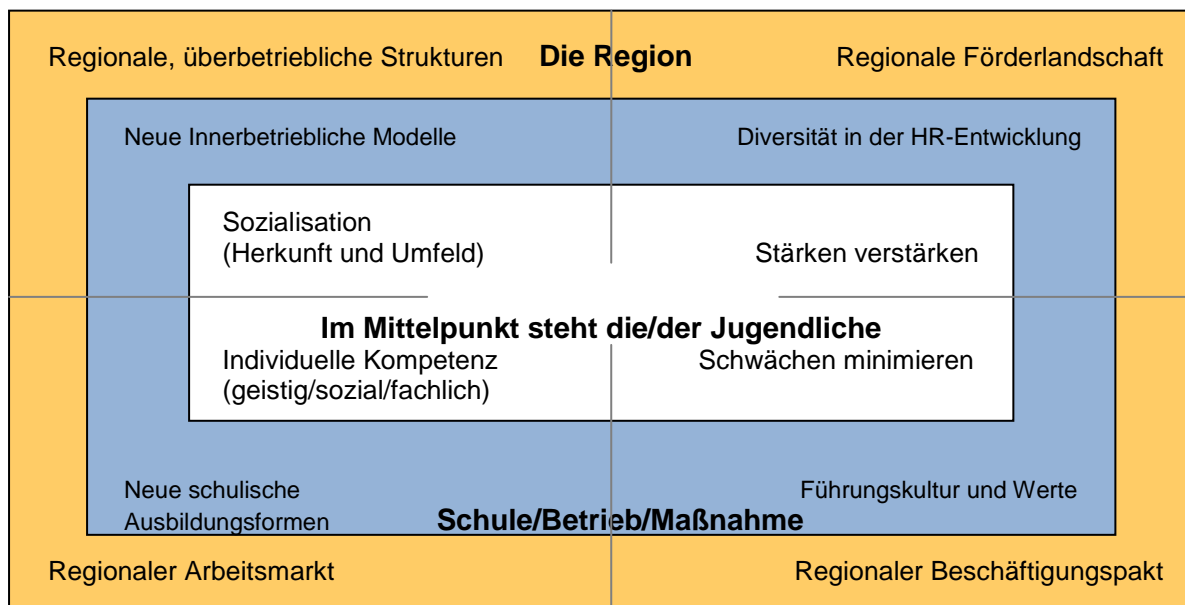 Regionale, überbetriebliche Strukturen Die Region Regionale Förderlandschaft
Neue Innerbetriebliche Modelle Diversität in der HR-Entwicklung
Sozialisation
(Herkunft und Umfeld) Stärken verstärken
Im Mittelpunkt steht die/der Jugendliche
Individuelle Kompetenz Schwächen minimieren
(geistig/sozial/fachlich)
Neue schulische Führungskultur und Werte
Ausbildungsformen Schule/Betrieb/Maßnahme
Regionaler Arbeitsmarkt Regionaler Beschäftigungspakt